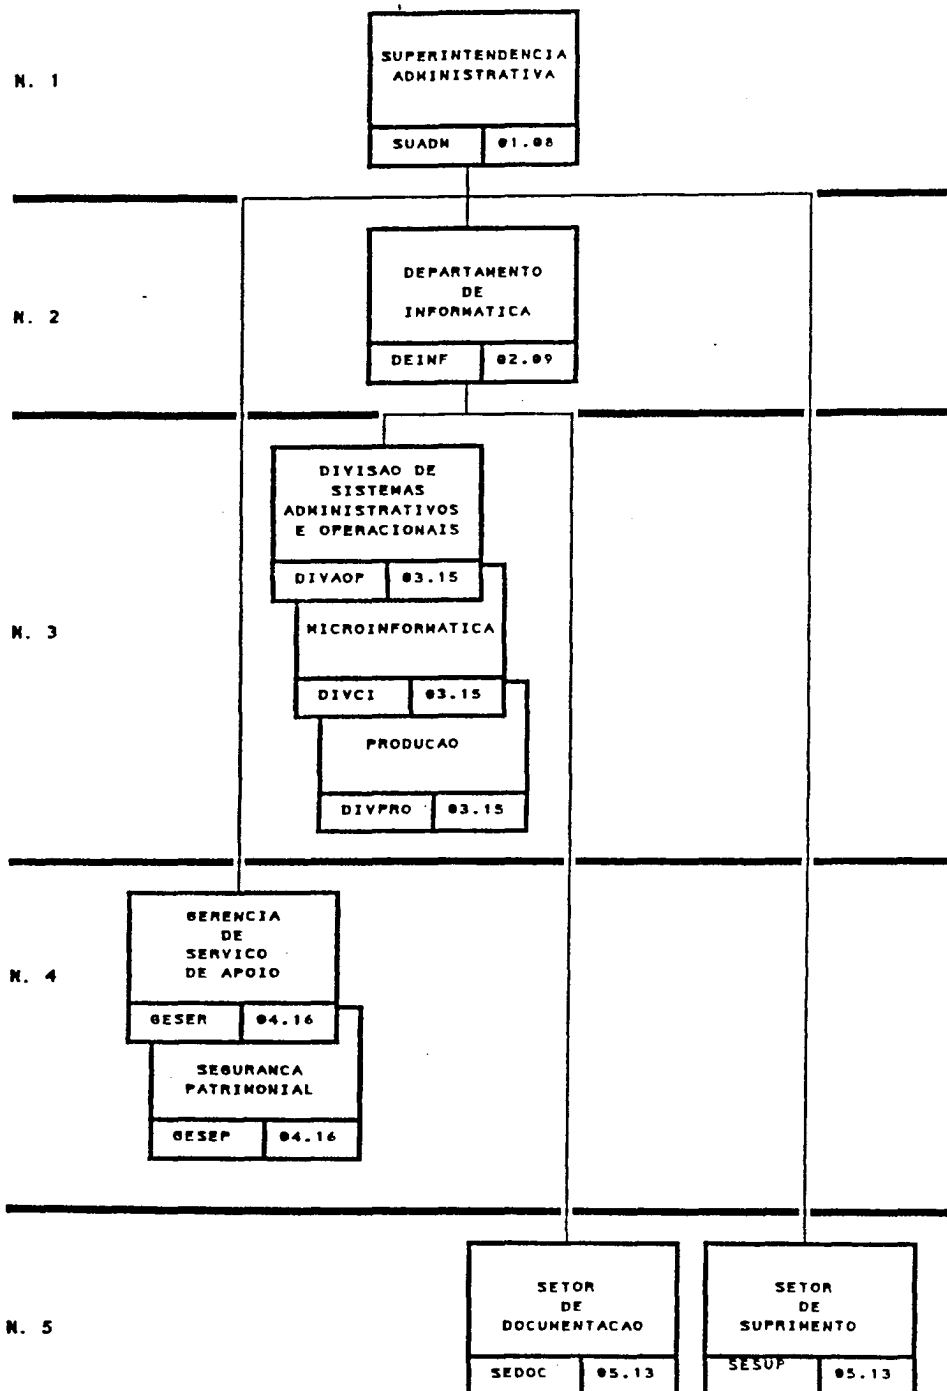 N. 1
SUPERINTENDENCIA
ADMINISTRATIVA
SUADM 01.08
N. 2
DEPARTAMENTO
DE
INFORMATICA
DEINF 02.09
N. 3
DIVISAO DE
SISTEMAS
ADMINISTRATIVOS
E OPERACIONAIS
DIVAOP 03.15
MICROINFORMATICA
DIVCI 03.15
PRODUCAO
DIVPRO 03.15
N. 4
GERENCIA
DE
SERVICO
DE APOIO
GESER 04.16
SEGURANCA
PATRIMONIAL
GESEP 04.16
N. 5
SETOR
DE
DOCUMENTACAO
SEDOC 05.13
SETOR
DE
SUPRIMENTO
SESUP 05.13